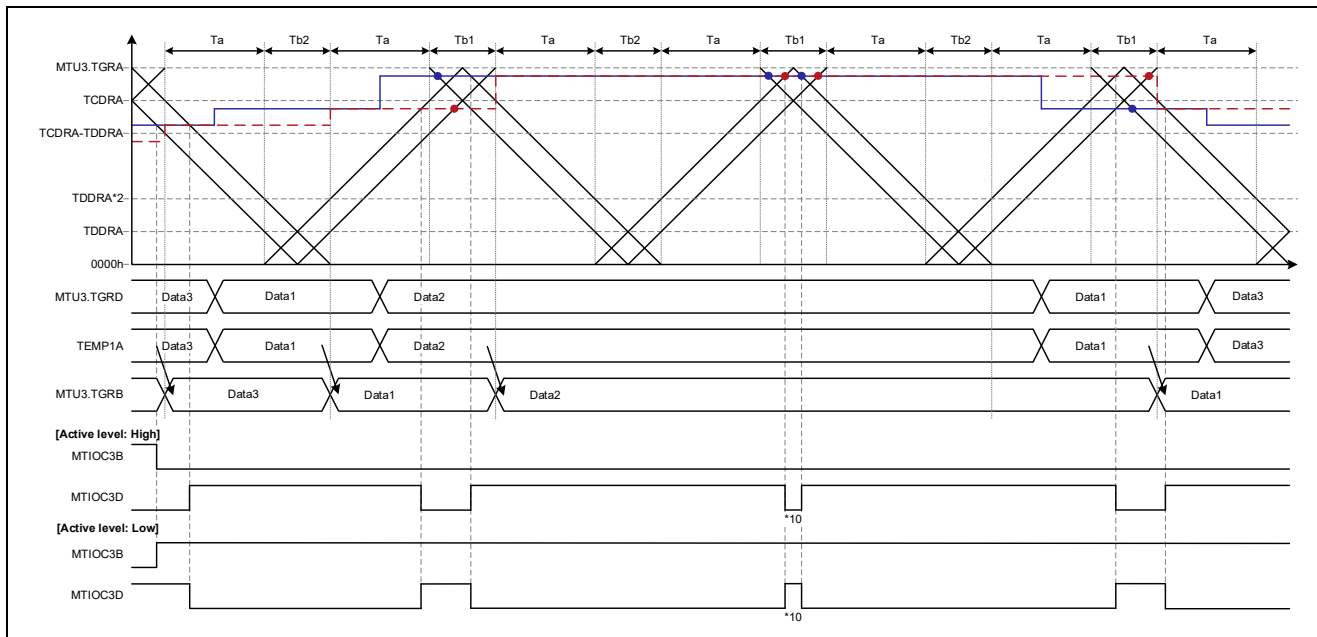 Ta Tb2 Ta Tb1 Ta Tb2 Ta Tb1 Ta Tb2 Ta Tb1 Ta
MTU3.TGRA
TCDRA
TCDRA-TDDRA
TDDRA*2
TDDRA
0000h
MTU3.TGRD Data3 Data1 Data2 Data1 Data3
TEMP1A Data3 Data1 Data2 Data1 Data3
MTU3.TGRB Data3 Data1 Data2 Data1
[Active level: High]
MTIOC3B
MTIOC3D
*10
[Active level: Low]
MTIOC3B
MTIOC3D
*10